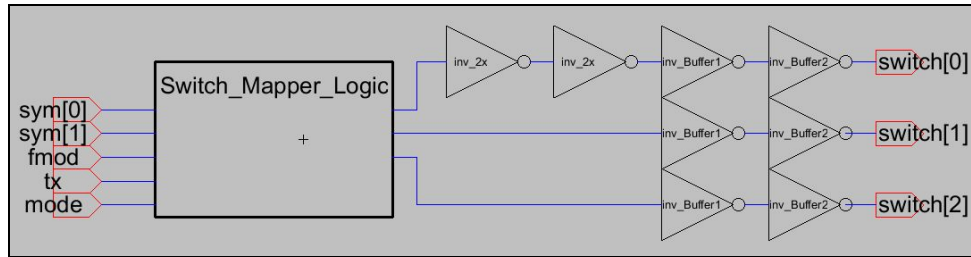 Switch_Mapper_Logic
sym[0]
sym[1]
fmod
tx
mode
inv_2x
inv_2x
inv_Buffer1
inv_Buffer2
switch[0]
inv_Buffer1
inv_Buffer2
switch[1]
inv_Buffer1
inv_Buffer2
switch[2]